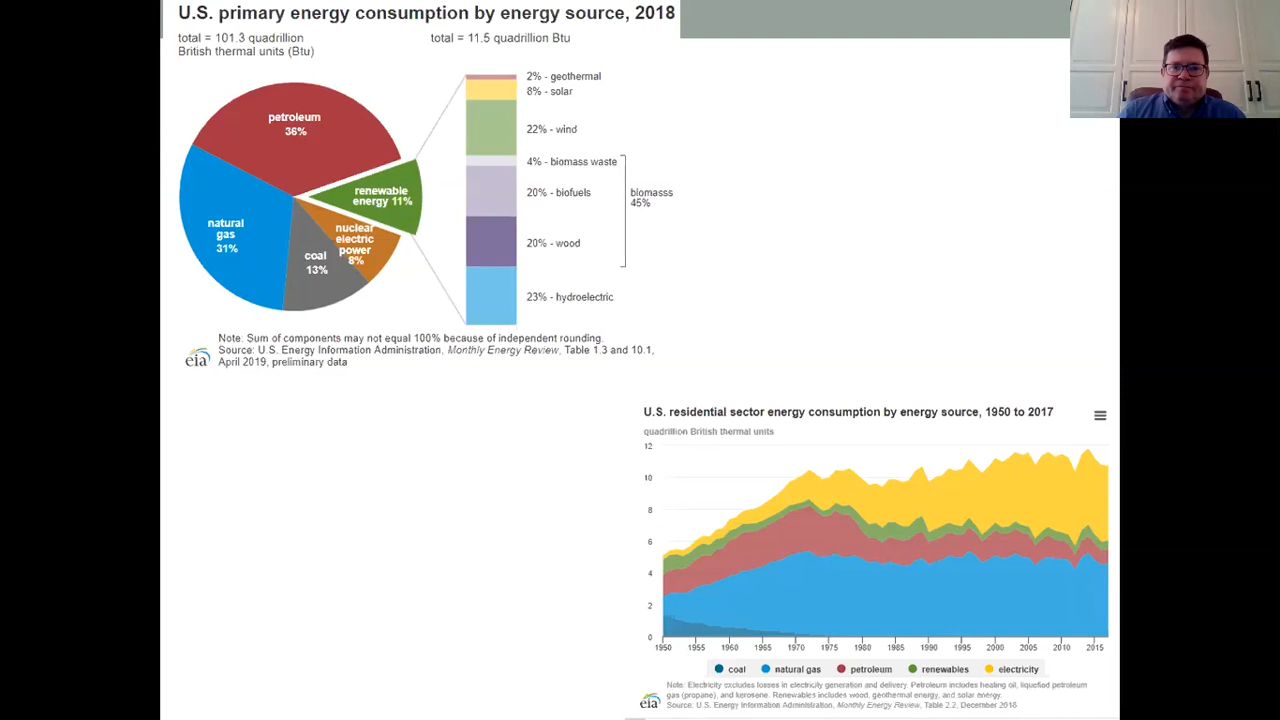 U.S. primary energy consumption by energy source, 2018
total = 101.3 quadrillion
British thermal units (Btu)
total = 11.5 quadrillion Btu
petroleum
36%
natural
gas
31%
coal
13%
nuclear
electric
power
8%
renewable
energy 11%
2% - geothermal
8% - solar
22% - wind
4% - biomass waste
20% - biofuels
20% - wood
23% - hydroelectric
biomasss
45%
Note: Sum of components may not equal 100% because of independent rounding.
Source: U.S. Energy Information Administration, Monthly Energy Review, Table 1.3 and 10.1,
April 2019, preliminary data
eia
U.S. residential sector energy consumption by energy source, 1950 to 2017
quadrillion British thermal units
12
10
8
6
4
2
0
1950 1955 1960 1965 1970 1975 1980 1985 1990 1995 2000 2005 2010 2015
coal natural gas petroleum renewables electricity
Note: Electricity excludes losses in electricity generation and delivery. Petroleum includes heating oil, liquefied petroleum
gas (propane), and kerosene. Renewables includes wood, geothermal energy, and solar energy.
Source: U.S. Energy Information Administration, Monthly Energy Review, Table 2.2, December 2018
eia